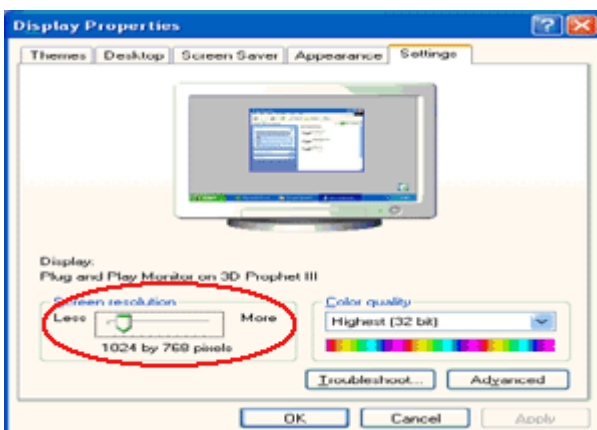 Display Properties
Themes Desktop Screen Saver Appearance Settings
Display:
Plug and Play Monitor on 3D Prophet III
Screen resolution
Less More
1024 by 768 pixels
Color quality
Highest (32 bit)
Troubleshoot... Advanced
OK Cancel Apply